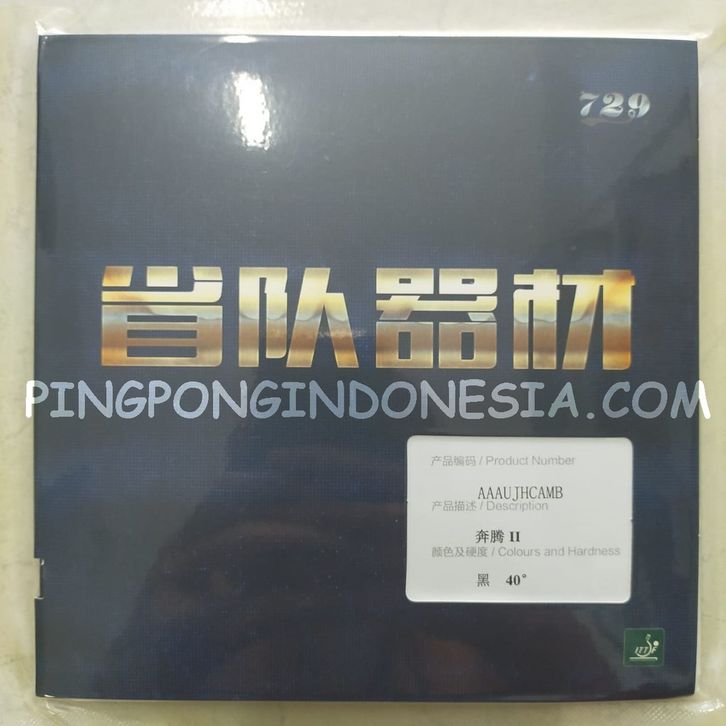 729
省队器材
PINGPONGINDONESIA.COM
产品编码 / Product Number
AAAUJHCAMB
产品描述 / Description
奔腾 II
颜色及硬度 / Colours and Hardness
黑 40°
ITTF